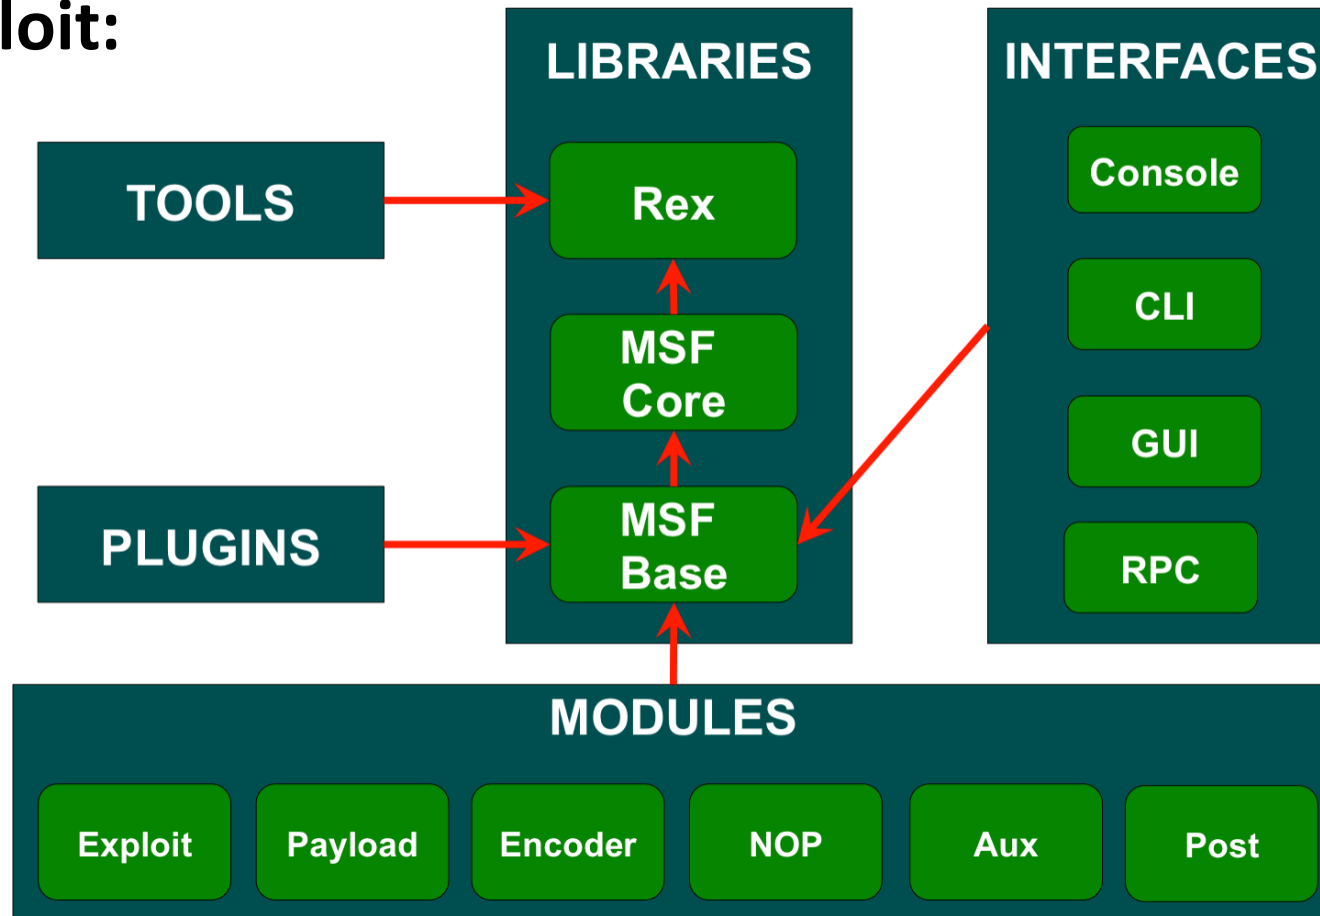 loit:
LIBRARIES
INTERFACES
TOOLS
Rex
Console
MSF
Core
CLI
GUI
PLUGINS
MSF
Base
RPC
MODULES
Exploit
Payload
Encoder
NOP
Aux
Post